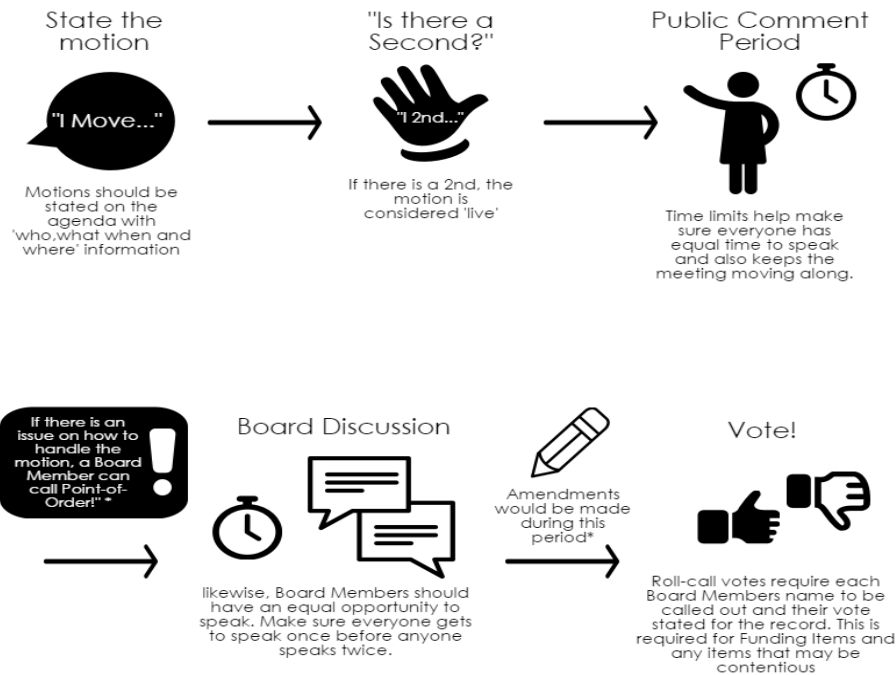 State the
motion
"I Move..."
Motions should be
stated on the
agenda with
'who,what when and
where' information
"Is there a
Second?"
"I 2nd..."
If there is a 2nd, the
motion is
considered 'live'
Public Comment
Period
Time limits help make
sure everyone has
equal time to speak
and also keeps the
meeting moving along.
If there is an
issue on how to
handle the
motion, a Board
Member can
call Point-of-
Order!" *
Board Discussion
likewise, Board Members should
have an equal opportunity to
speak. Make sure everyone gets
to speak once before anyone
speaks twice.
Amendments
would be made
during this
period*
Vote!
Roll-call votes require each
Board Members name to be
called out and their vote
stated for the record. This is
required for Funding Items and
any items that may be
contentious